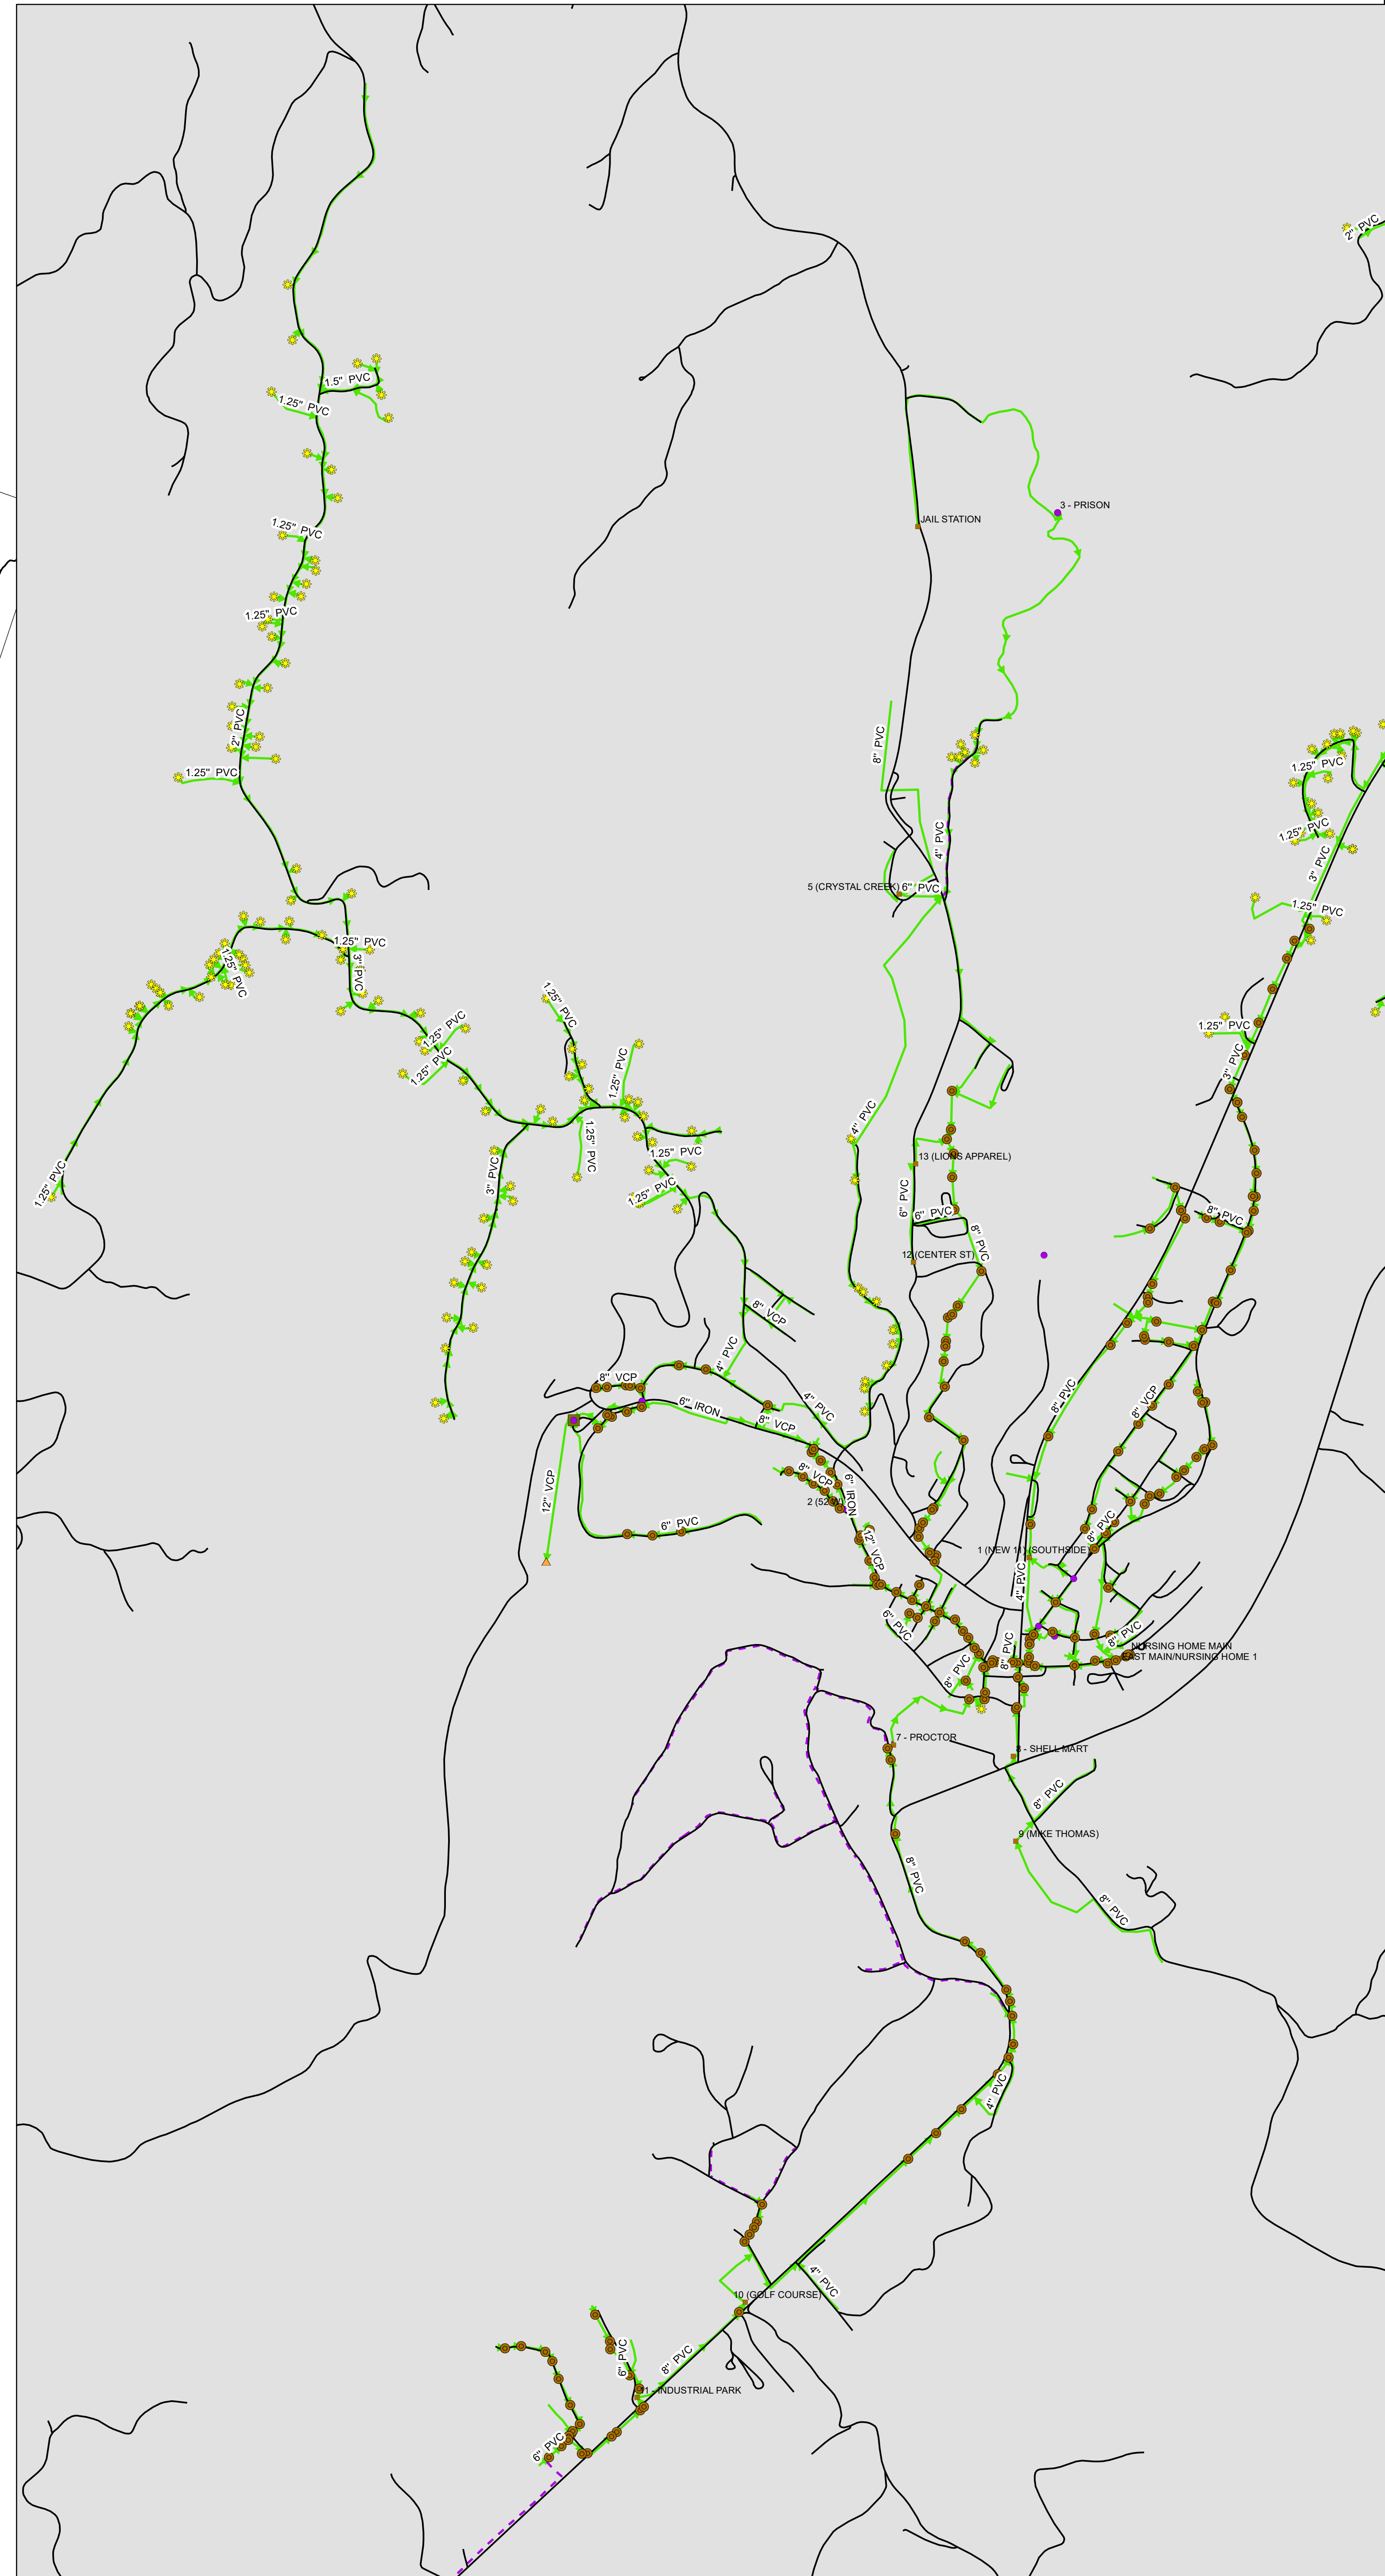 2" PVC
1.5" PVC
1.25" PVC
3 - PRISON
JAIL STATION
1.25" PVC
1.25" PVC
2" PVC
8" PVC
1.25" PVC
1.25" PVC
4" PVC
1.25" PVC
3" PVC
5 (CRYSTAL CREEK)
6" PVC
1.25" PVC
1.25" PVC
1.25" PVC
3" PVC
1.25" PVC
1.25" PVC
1.25" PVC
1.25" PVC
3" PVC
1.25" PVC
1.25" PVC
4" PVC
1.25" PVC
1.25" PVC
13 (LIONS APPAREL)
1.25" PVC
3" PVC
1.25" PVC
6" PVC
6" PVC
8" PVC
8" PVC
12 (CENTER ST)
8" VCP
4" PVC
8" VCP
8" PVC
8" VCP
6" IRON
4" PVC
8" VCP
12" VCP
8" VCP
6" IRON
2 (52 W)
6" PVC
8" PVC
12" VCP
1 (NEW 11) (SOUTHSIDE)
4" PVC
6" PVC
8" PVC
8" PVC
NURSING HOME MAIN
EAST MAIN/NURSING HOME 1
8" PVC
7 - PROCTOR
8 - SHELL MART
8" PVC
9 (MIKE THOMAS)
8" PVC
8" PVC
4" PVC
4" PVC
10 (GOLF COURSE)
6" PVC
8" PVC
11 - INDUSTRIAL PARK
6" PVC